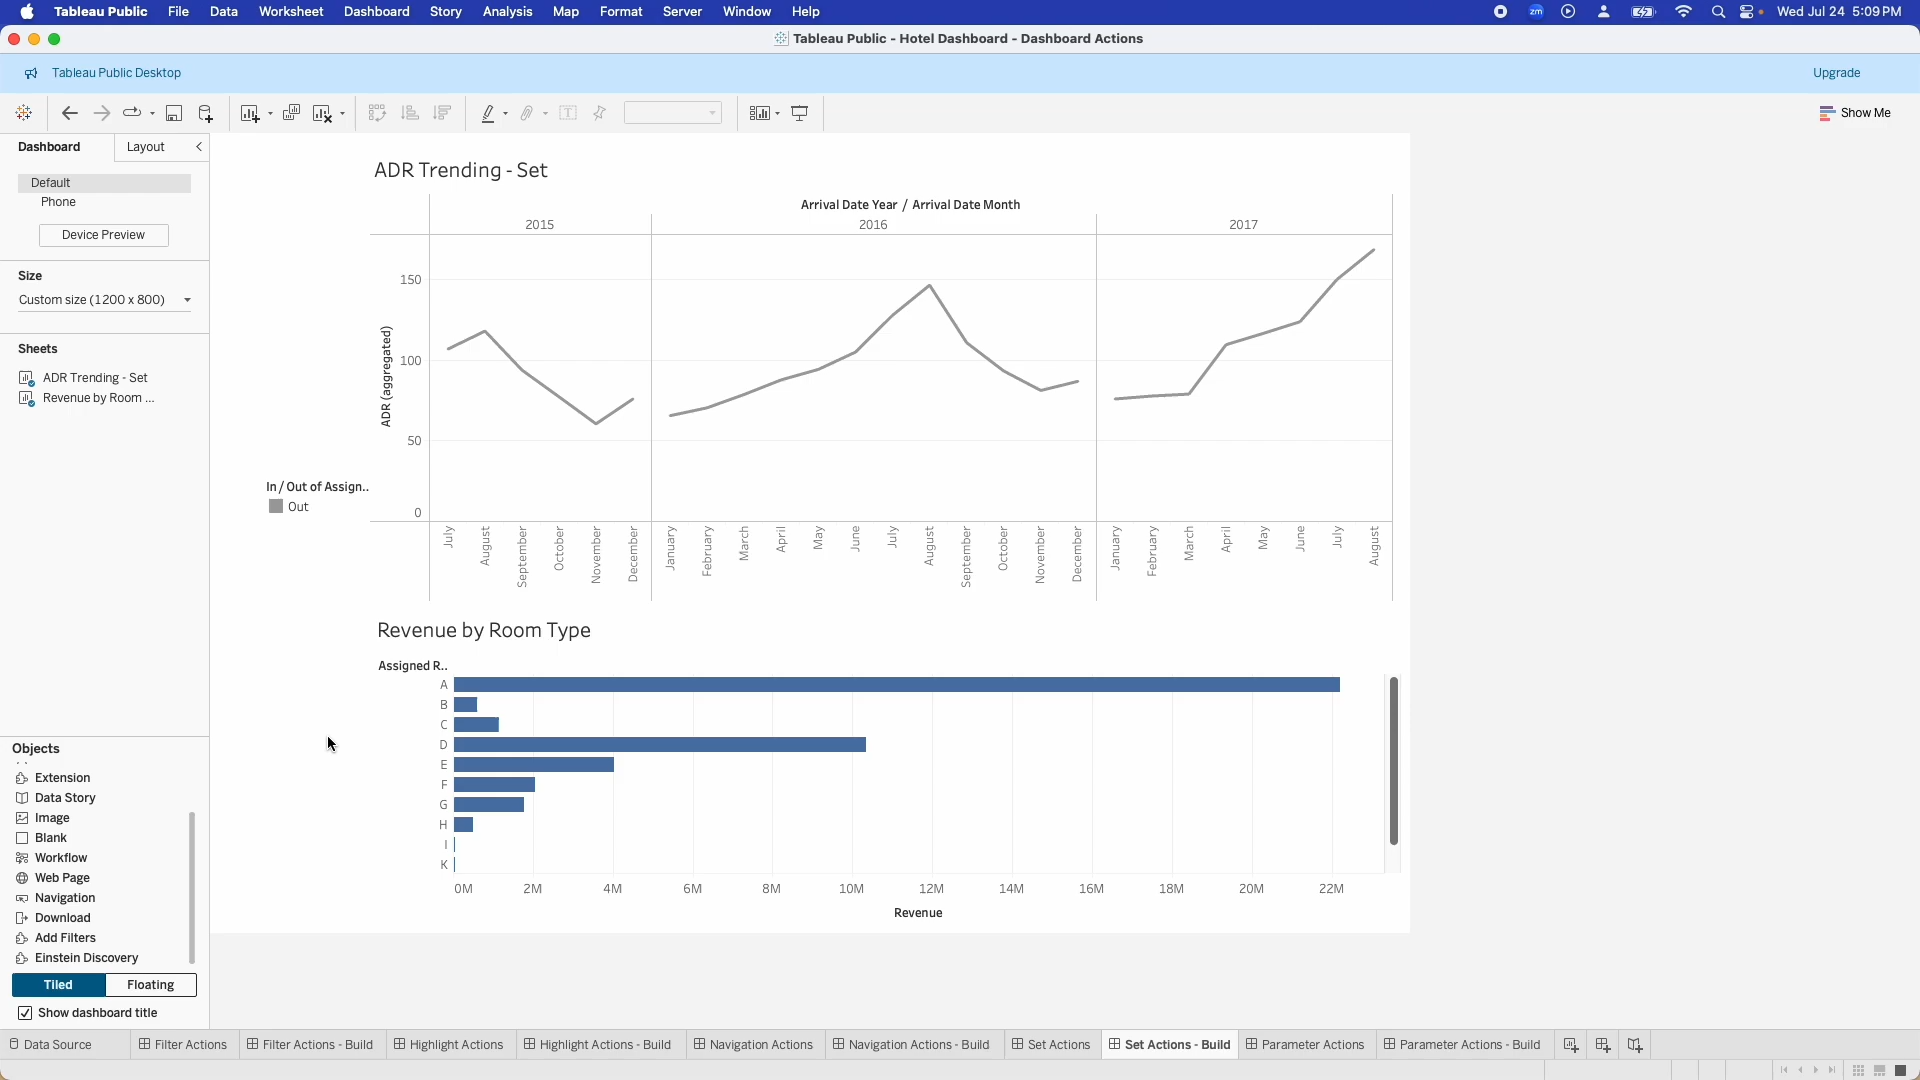 Tableau Public File Data Worksheet Dashboard Story Analysis Map Format Server Window Help zm Wed Jul 24 5:09 PM
Tableau Public - Hotel Dashboard - Dashboard Actions
Tableau Public Desktop Upgrade
Show Me
Dashboard Layout
Default
Phone
Device Preview
Size
Custom size (1200 x 800)
Sheets
ADR Trending - Set
Revenue by Room ...
Objects
Extension
Data Story
Image
Blank
Workflow
Web Page
Navigation
Download
Add Filters
Einstein Discovery
Tiled Floating
Show dashboard title
ADR Trending - Set
Arrival Date Year / Arrival Date Month
2015 2016 2017
ADR (aggregated)
150
100
50
0
In / Out of Assign..
Out
July August September October November December January February March April May June July August September October November December January February March April May June July August
Revenue by Room Type
Assigned R..
A
B
C
D
E
F
G
H
I
K
0M 2M 4M 6M 8M 10M 12M 14M 16M 18M 20M 22M
Revenue
Data Source Filter Actions Filter Actions - Build Highlight Actions Highlight Actions - Build Navigation Actions Navigation Actions - Build Set Actions Set Actions - Build Parameter Actions Parameter Actions - Build